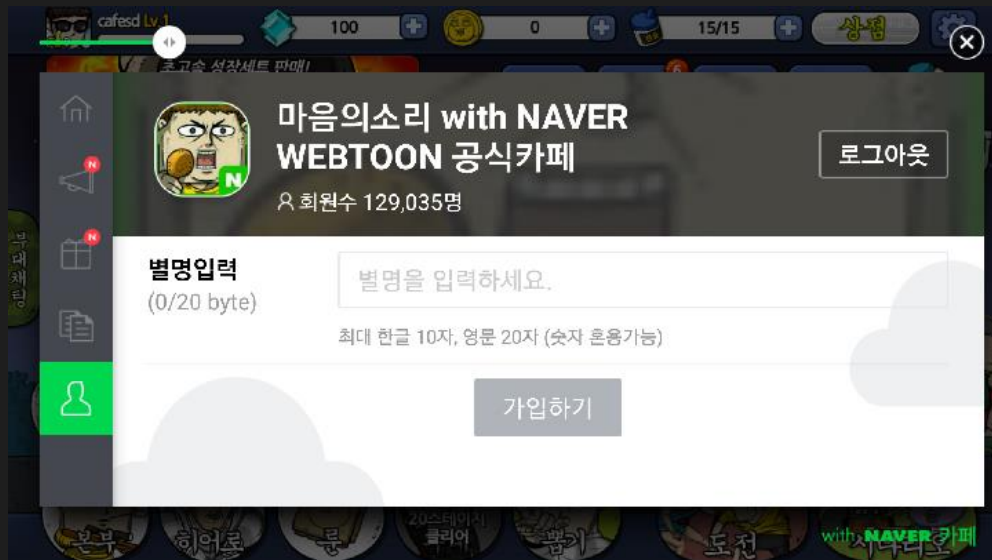 cafesd Lv.1
100
0
15/15
상점
초고속 성장세트 판매!
6
마음의소리 with NAVER
WEBTOON 공식카페
로그아웃
N
회원수 129,035명
N
N
부대채팅
별명입력
별명을 입력하세요.
(0/20 byte)
최대 한글 10자, 영문 20자 (숫자 혼용가능)
가입하기
20스테이지
클리어
본부
히어로
룬
뽑기
도전
with NAVER 카페